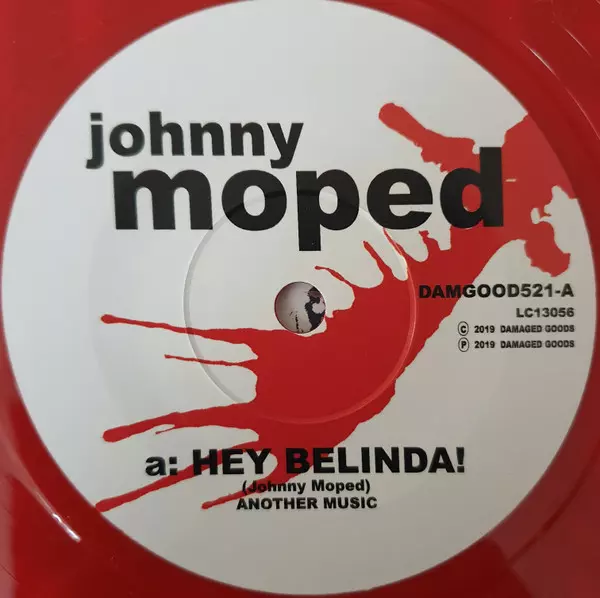 johnny
moped
DAMGOOD521-A
LC13056
Ⓒ 2019 DAMAGED GOODS
Ⓟ 2019 DAMAGED GOODS
a: HEY BELINDA!
(Johnny Moped)
ANOTHER MUSIC